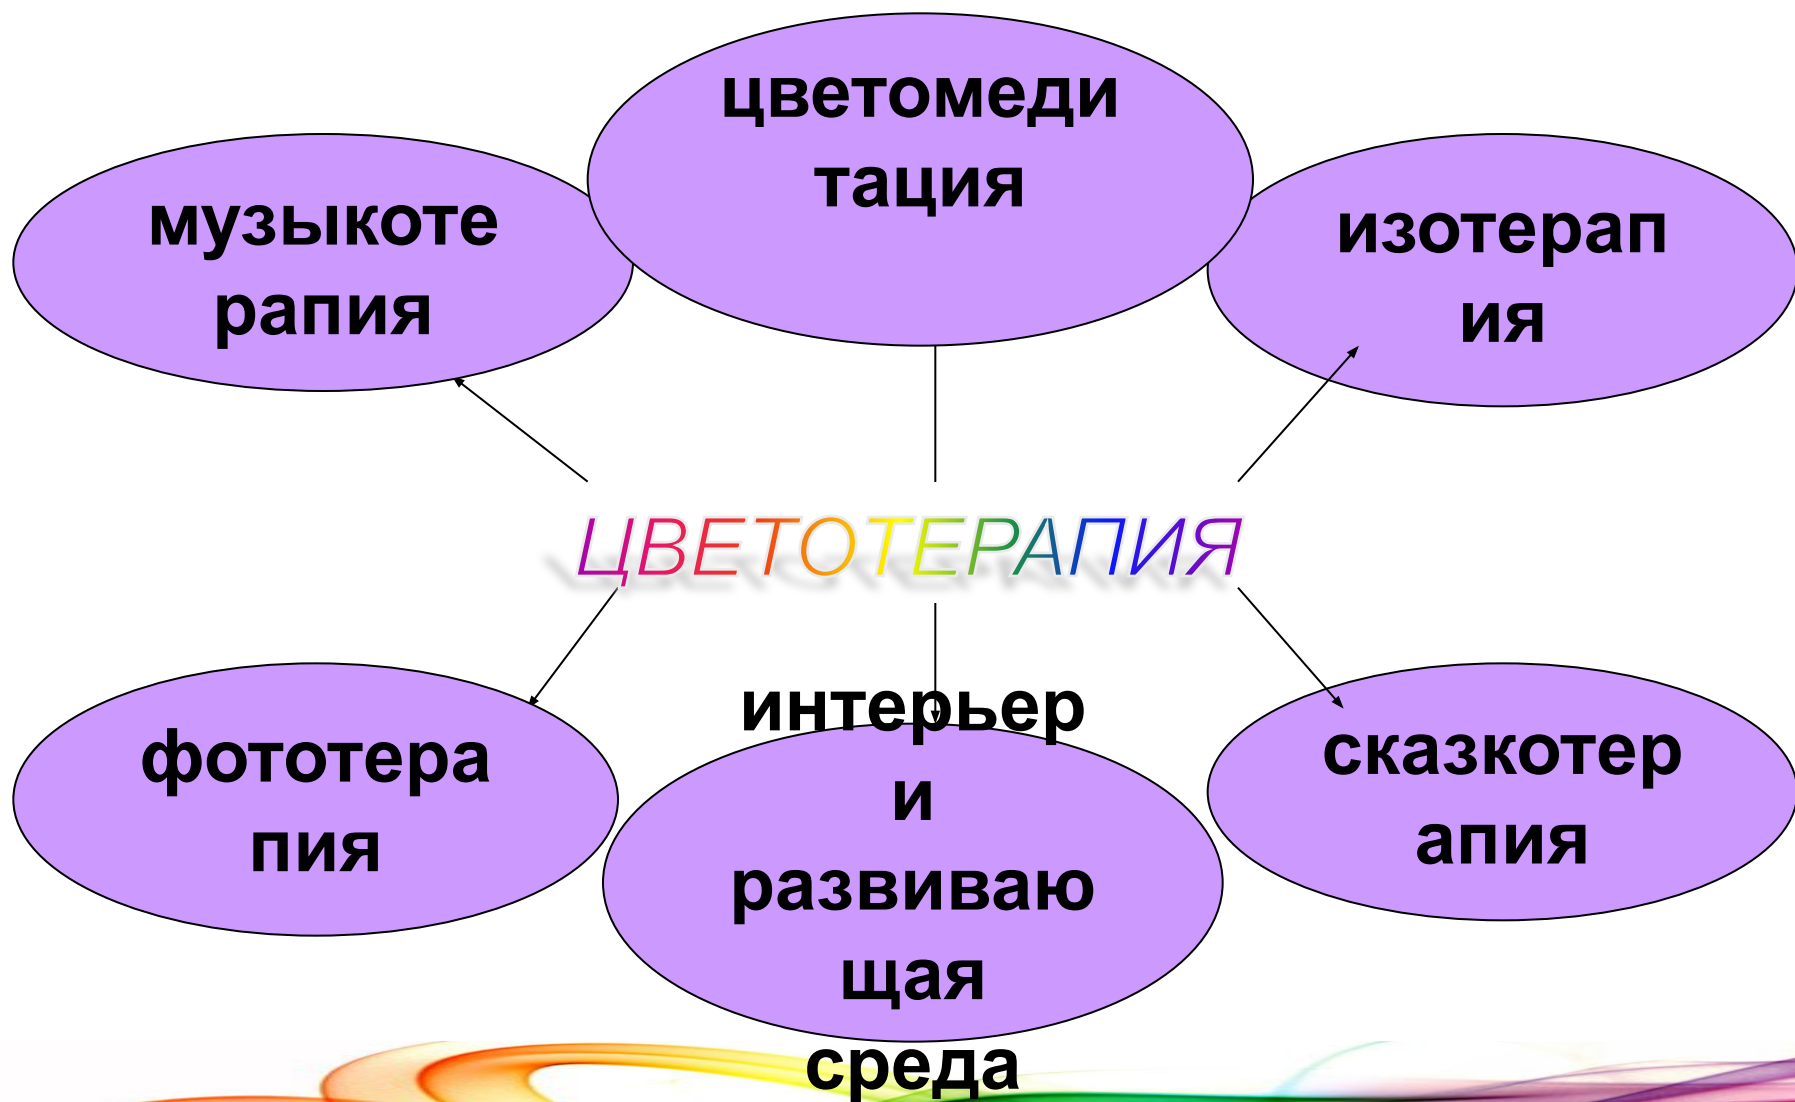 цветомеди
тация
музыкоте
рапия
изотерап
ия
ЦВЕТОТЕРАПИЯ
фототера
пия
интерьер
и
развиваю
щая
среда
сказкотер
апия